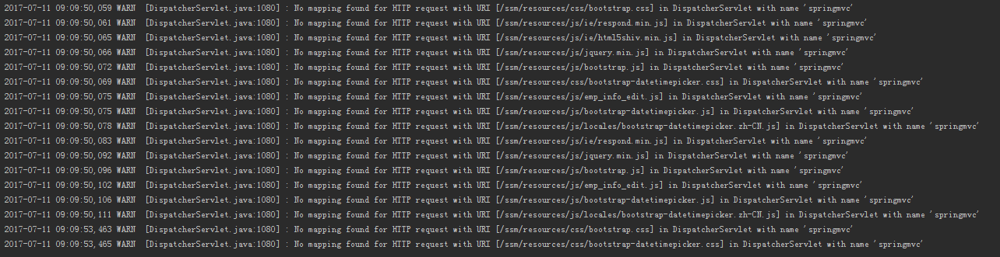 2017-07-11 09:09:50,059 WARN  [DispatcherServlet.java:1080] : No mapping found for HTTP request with URI [/ssm/resources/css/bootstrap.css] in DispatcherServlet with name 'springmvc'
2017-07-11 09:09:50,061 WARN  [DispatcherServlet.java:1080] : No mapping found for HTTP request with URI [/ssm/resources/js/ie/respond.min.js] in DispatcherServlet with name 'springmvc'
2017-07-11 09:09:50,065 WARN  [DispatcherServlet.java:1080] : No mapping found for HTTP request with URI [/ssm/resources/js/ie/html5shiv.min.js] in DispatcherServlet with name 'springmvc'
2017-07-11 09:09:50,066 WARN  [DispatcherServlet.java:1080] : No mapping found for HTTP request with URI [/ssm/resources/js/jquery.min.js] in DispatcherServlet with name 'springmvc'
2017-07-11 09:09:50,072 WARN  [DispatcherServlet.java:1080] : No mapping found for HTTP request with URI [/ssm/resources/js/bootstrap.js] in DispatcherServlet with name 'springmvc'
2017-07-11 09:09:50,069 WARN  [DispatcherServlet.java:1080] : No mapping found for HTTP request with URI [/ssm/resources/css/bootstrap-datetimepicker.css] in DispatcherServlet with name 'springmvc'
2017-07-11 09:09:50,075 WARN  [DispatcherServlet.java:1080] : No mapping found for HTTP request with URI [/ssm/resources/js/emp_info_edit.js] in DispatcherServlet with name 'springmvc'
2017-07-11 09:09:50,075 WARN  [DispatcherServlet.java:1080] : No mapping found for HTTP request with URI [/ssm/resources/js/bootstrap-datetimepicker.js] in DispatcherServlet with name 'springmvc'
2017-07-11 09:09:50,078 WARN  [DispatcherServlet.java:1080] : No mapping found for HTTP request with URI [/ssm/resources/js/locales/bootstrap-datetimepicker.zh-CN.js] in DispatcherServlet with name 'springmvc'
2017-07-11 09:09:50,083 WARN  [DispatcherServlet.java:1080] : No mapping found for HTTP request with URI [/ssm/resources/js/ie/respond.min.js] in DispatcherServlet with name 'springmvc'
2017-07-11 09:09:50,092 WARN  [DispatcherServlet.java:1080] : No mapping found for HTTP request with URI [/ssm/resources/js/jquery.min.js] in DispatcherServlet with name 'springmvc'
2017-07-11 09:09:50,096 WARN  [DispatcherServlet.java:1080] : No mapping found for HTTP request with URI [/ssm/resources/js/bootstrap.js] in DispatcherServlet with name 'springmvc'
2017-07-11 09:09:50,102 WARN  [DispatcherServlet.java:1080] : No mapping found for HTTP request with URI [/ssm/resources/js/emp_info_edit.js] in DispatcherServlet with name 'springmvc'
2017-07-11 09:09:50,106 WARN  [DispatcherServlet.java:1080] : No mapping found for HTTP request with URI [/ssm/resources/js/bootstrap-datetimepicker.js] in DispatcherServlet with name 'springmvc'
2017-07-11 09:09:50,111 WARN  [DispatcherServlet.java:1080] : No mapping found for HTTP request with URI [/ssm/resources/js/locales/bootstrap-datetimepicker.zh-CN.js] in DispatcherServlet with name 'springmvc'
2017-07-11 09:09:53,463 WARN  [DispatcherServlet.java:1080] : No mapping found for HTTP request with URI [/ssm/resources/css/bootstrap.css] in DispatcherServlet with name 'springmvc'
2017-07-11 09:09:53,465 WARN  [DispatcherServlet.java:1080] : No mapping found for HTTP request with URI [/ssm/resources/css/bootstrap-datetimepicker.css] in DispatcherServlet with name 'springmvc'